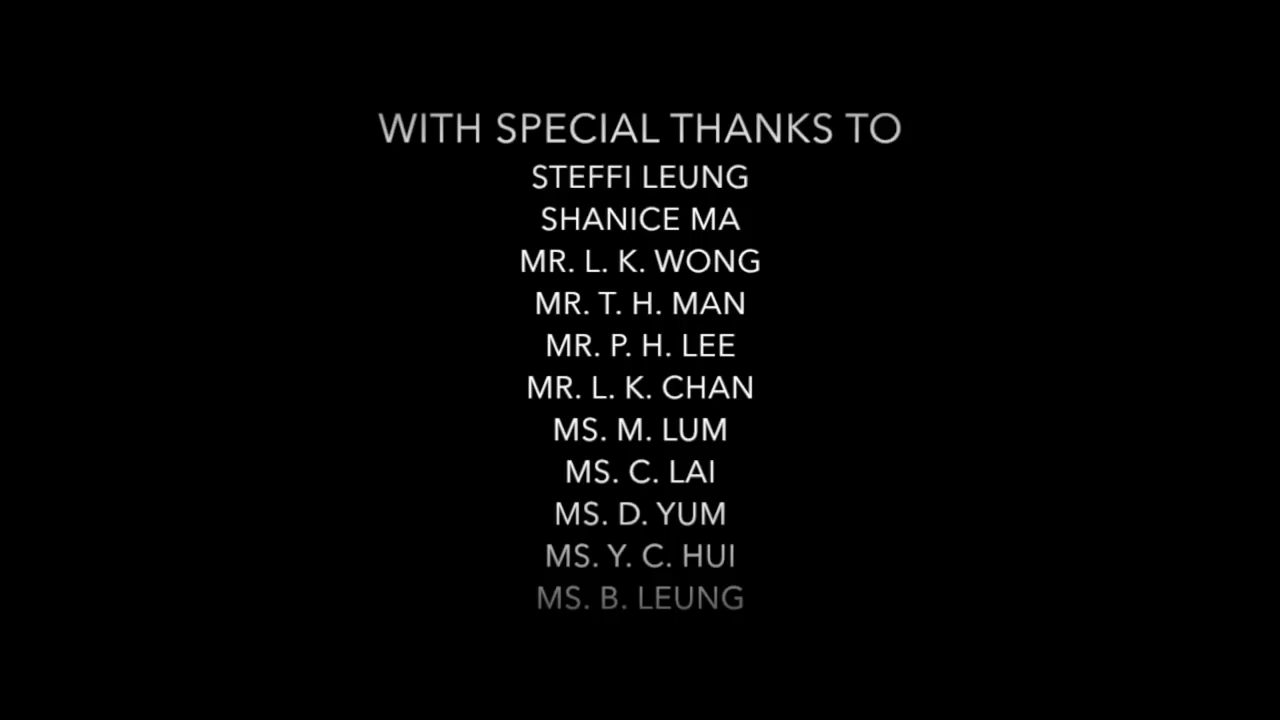 WITH SPECIAL THANKS TO
STEFFI LEUNG
SHANICE MA
MR. L. K. WONG
MR. T. H. MAN
MR. P. H. LEE
MR. L. K. CHAN
MS. M. LUM
MS. C. LAI
MS. D. YUM
MS. Y. C. HUI
MS. B. LEUNG